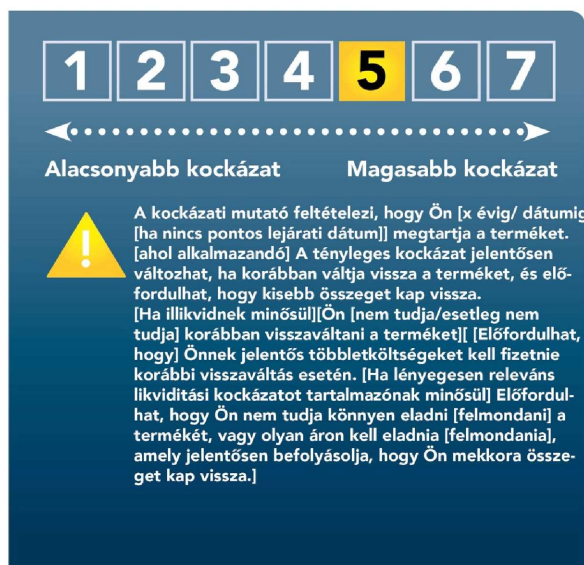 1 2 3 4 5 6 7
Alacsonyabb kockázat Magasabb kockázat
!
A kockázati mutató feltételezi, hogy Ön [x évig/ dátumig
[ha nincs pontos lejárati dátum]] megtartja a terméket.
[ahol alkalmazandó] A tényleges kockázat jelentősen
változhat, ha korábban váltja vissza a terméket, és elő-
fordulhat, hogy kisebb összeget kap vissza.
[Ha illikvidnek minősül][Ön [nem tudja/esetleg nem
tudja] korábban visszaváltani a terméket][ [Előfordulhat,
hogy] Önnek jelentős többletköltségeket kell fizetnie
korábbi visszaváltás esetén. [Ha lényegesen releváns
likviditási kockázatot tartalmazónak minősül] Előfordul-
hat, hogy Ön nem tudja könnyen eladni [felmondani] a
termékét, vagy olyan áron kell eladnia [felmondania],
amely jelentősen befolyásolja, hogy Ön mekkora össze-
get kap vissza.]